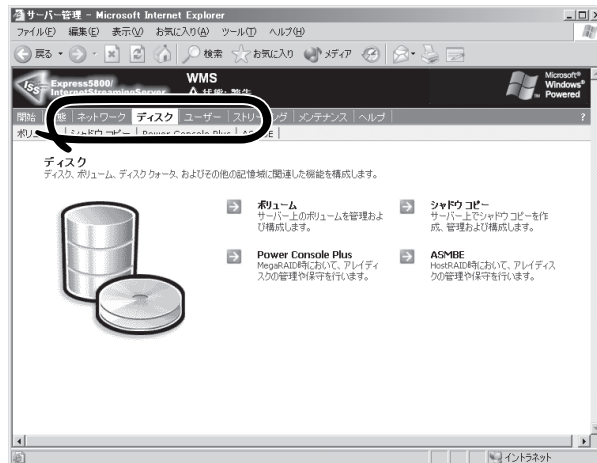 サーバー管理 - Microsoft Internet Explorer
ファイル(F) 編集(E) 表示(V) お気に入り(A) ツール(T) ヘルプ(H)
戻る 検索 お気に入り メディア
ISS Express5800/
InternetStreamingServer
WMS
Microsoft®
Windows®
Powered
開始 ネットワーク ディスク ユーザー メンテナンス ヘルプ ?
シャドウ コピー Power Console Plus
ディスク
ディスク、ボリューム、ディスク クォータ、およびその他の記憶域に関連した機能を構成します。
ボリューム
サーバー上のボリュームを管理およ
び構成します。
シャドウ コピー
サーバー上でシャドウ コピーを作
成、管理および構成します。
Power Console Plus
MegaRAID時において、アレイディ
スクの管理や保守を行います。
ASMBE
HostRAID時において、アレイディス
クの管理や保守を行います。
イントラネット